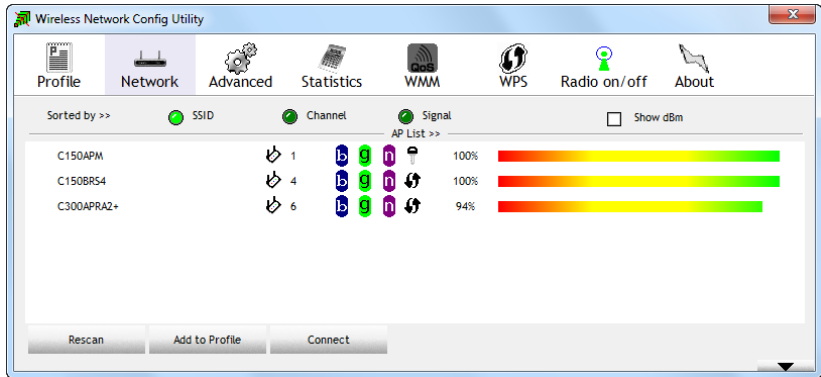 Wireless Network Config Utility
P
QoS
Profile Network Advanced Statistics WMM WPS Radio on/off About
Sorted by >> SSID Channel Signal Show dBm
AP List >>
C150APM 1 b g n 100%
C150BRS4 4 b g n 100%
C300APRA2+ 6 b g n 94%
Rescan Add to Profile Connect